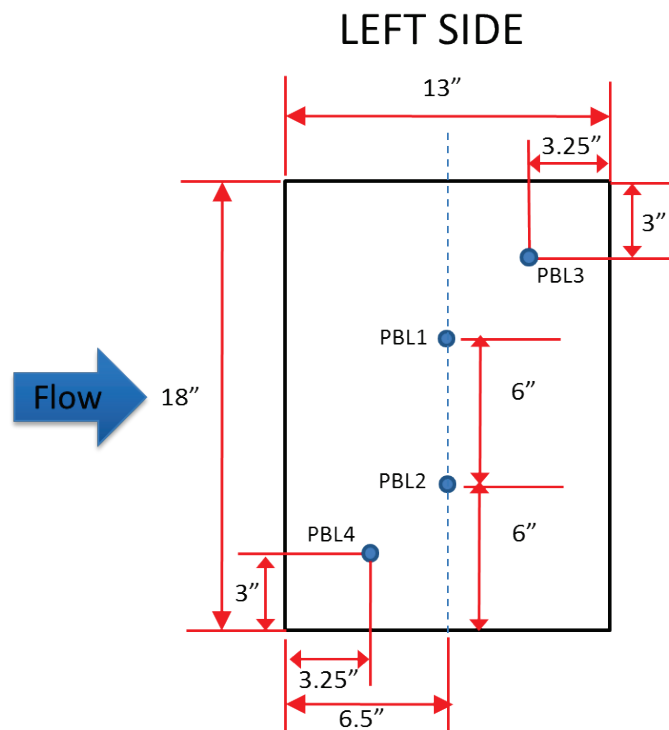 LEFT SIDE
13”
3.25”
3”
PBL3
PBL1
Flow
18”
6”
PBL2
PBL4
6”
3”
3.25”
6.5”